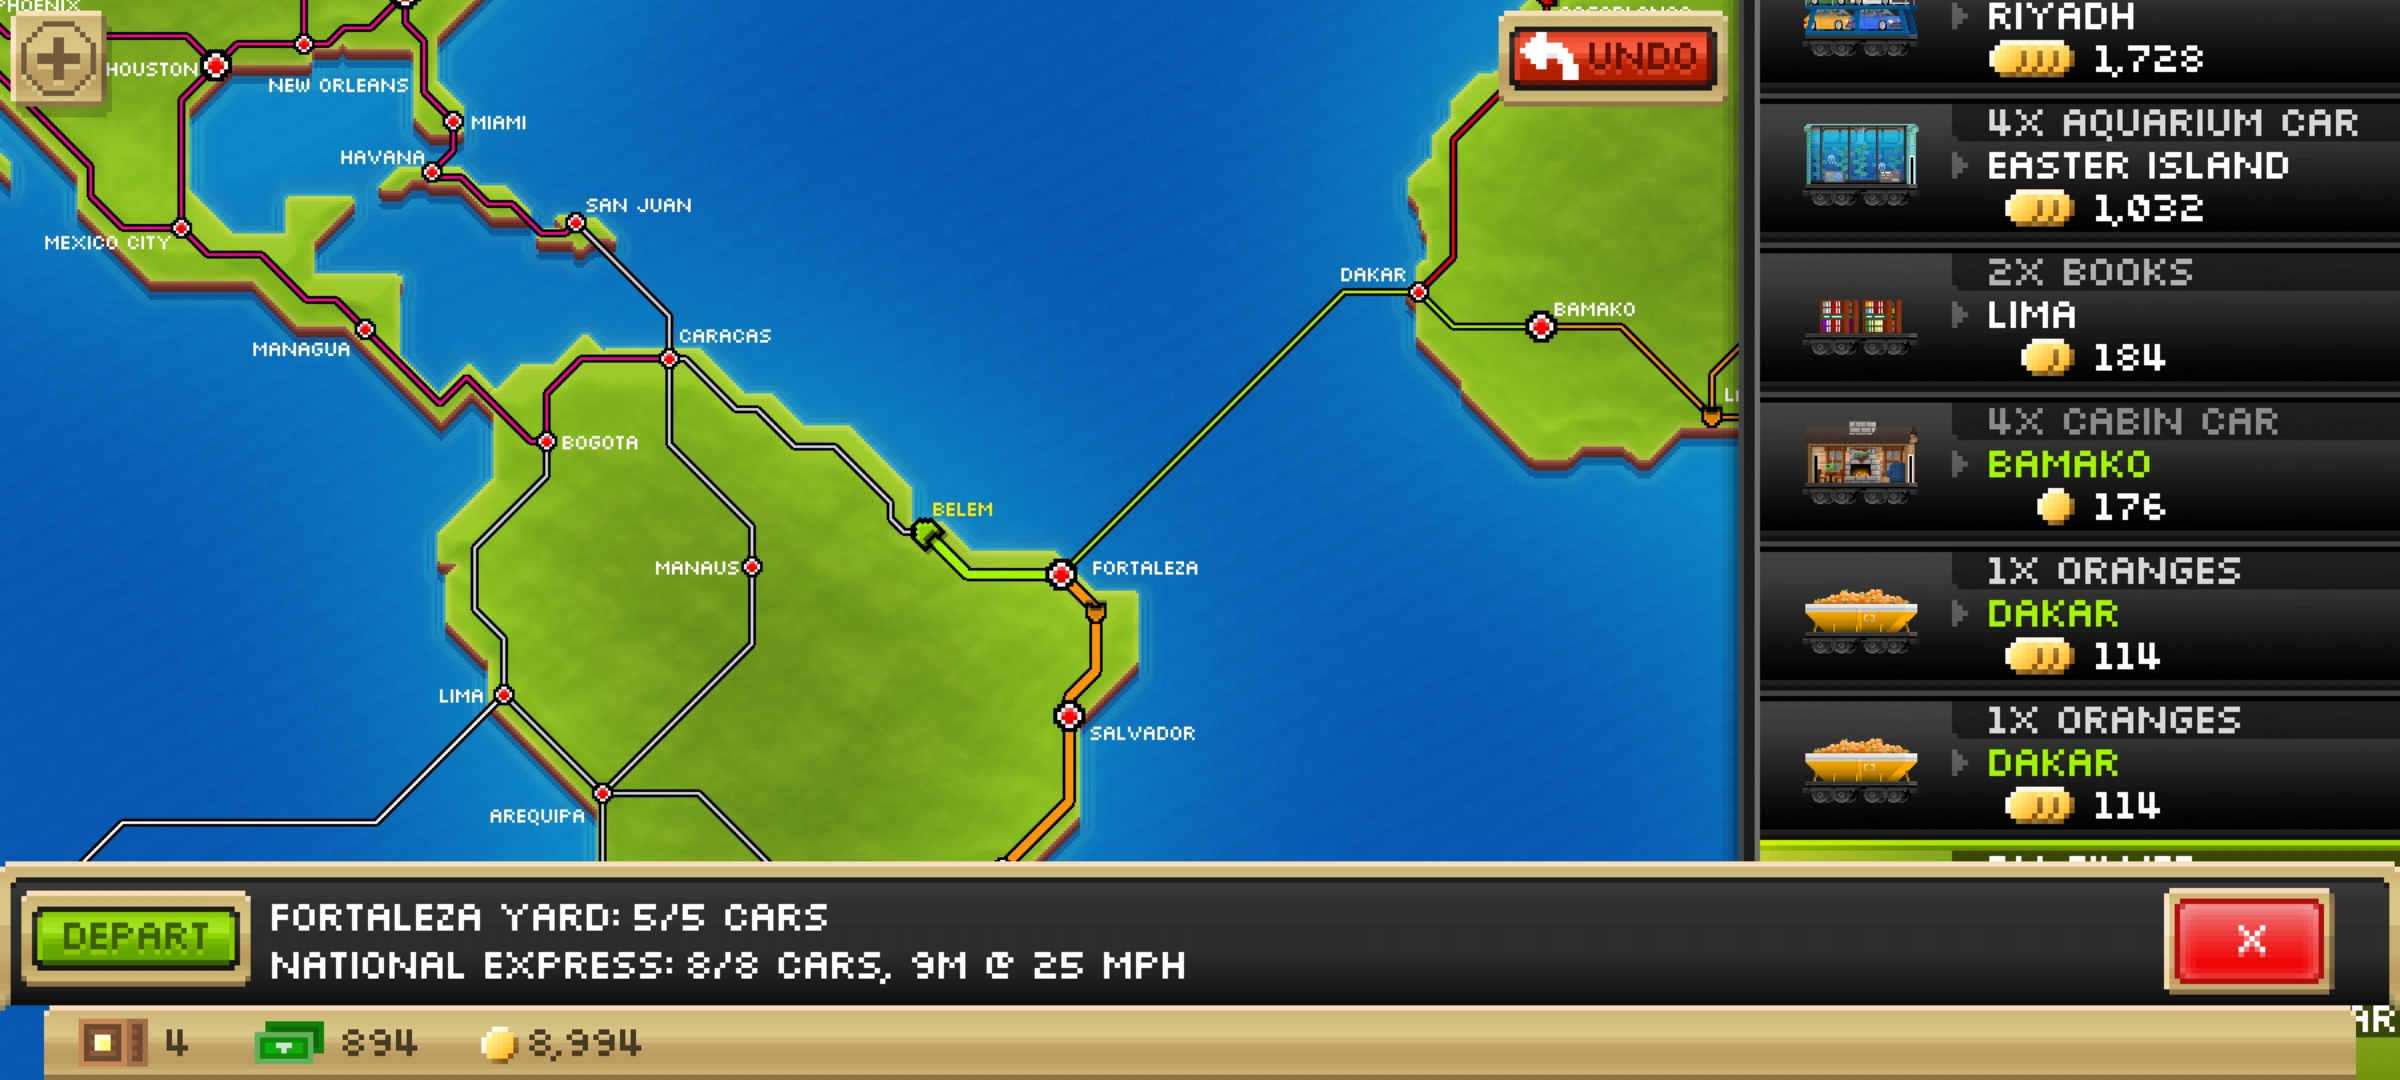 PHOENIX
HOUSTON
NEW ORLEANS
MIAMI
HAVANA
SAN JUAN
MEXICO CITY
MANAGUA
CARACAS
BOGOTA
BELEM
MANAUS
FORTALEZA
LIMA
SALVADOR
AREQUIPA
DAKAR
BAMAKO
UNDO
RIYADH
1,728
4X AQUARIUM CAR
EASTER ISLAND
1,032
2X BOOKS
LIMA
184
4X CABIN CAR
BAMAKO
176
1X ORANGES
DAKAR
114
1X ORANGES
DAKAR
114
DEPART
FORTALEZA YARD: 5/5 CARS
NATIONAL EXPRESS: 8/8 CARS, 9M @ 25 MPH
X
4
894
8,994